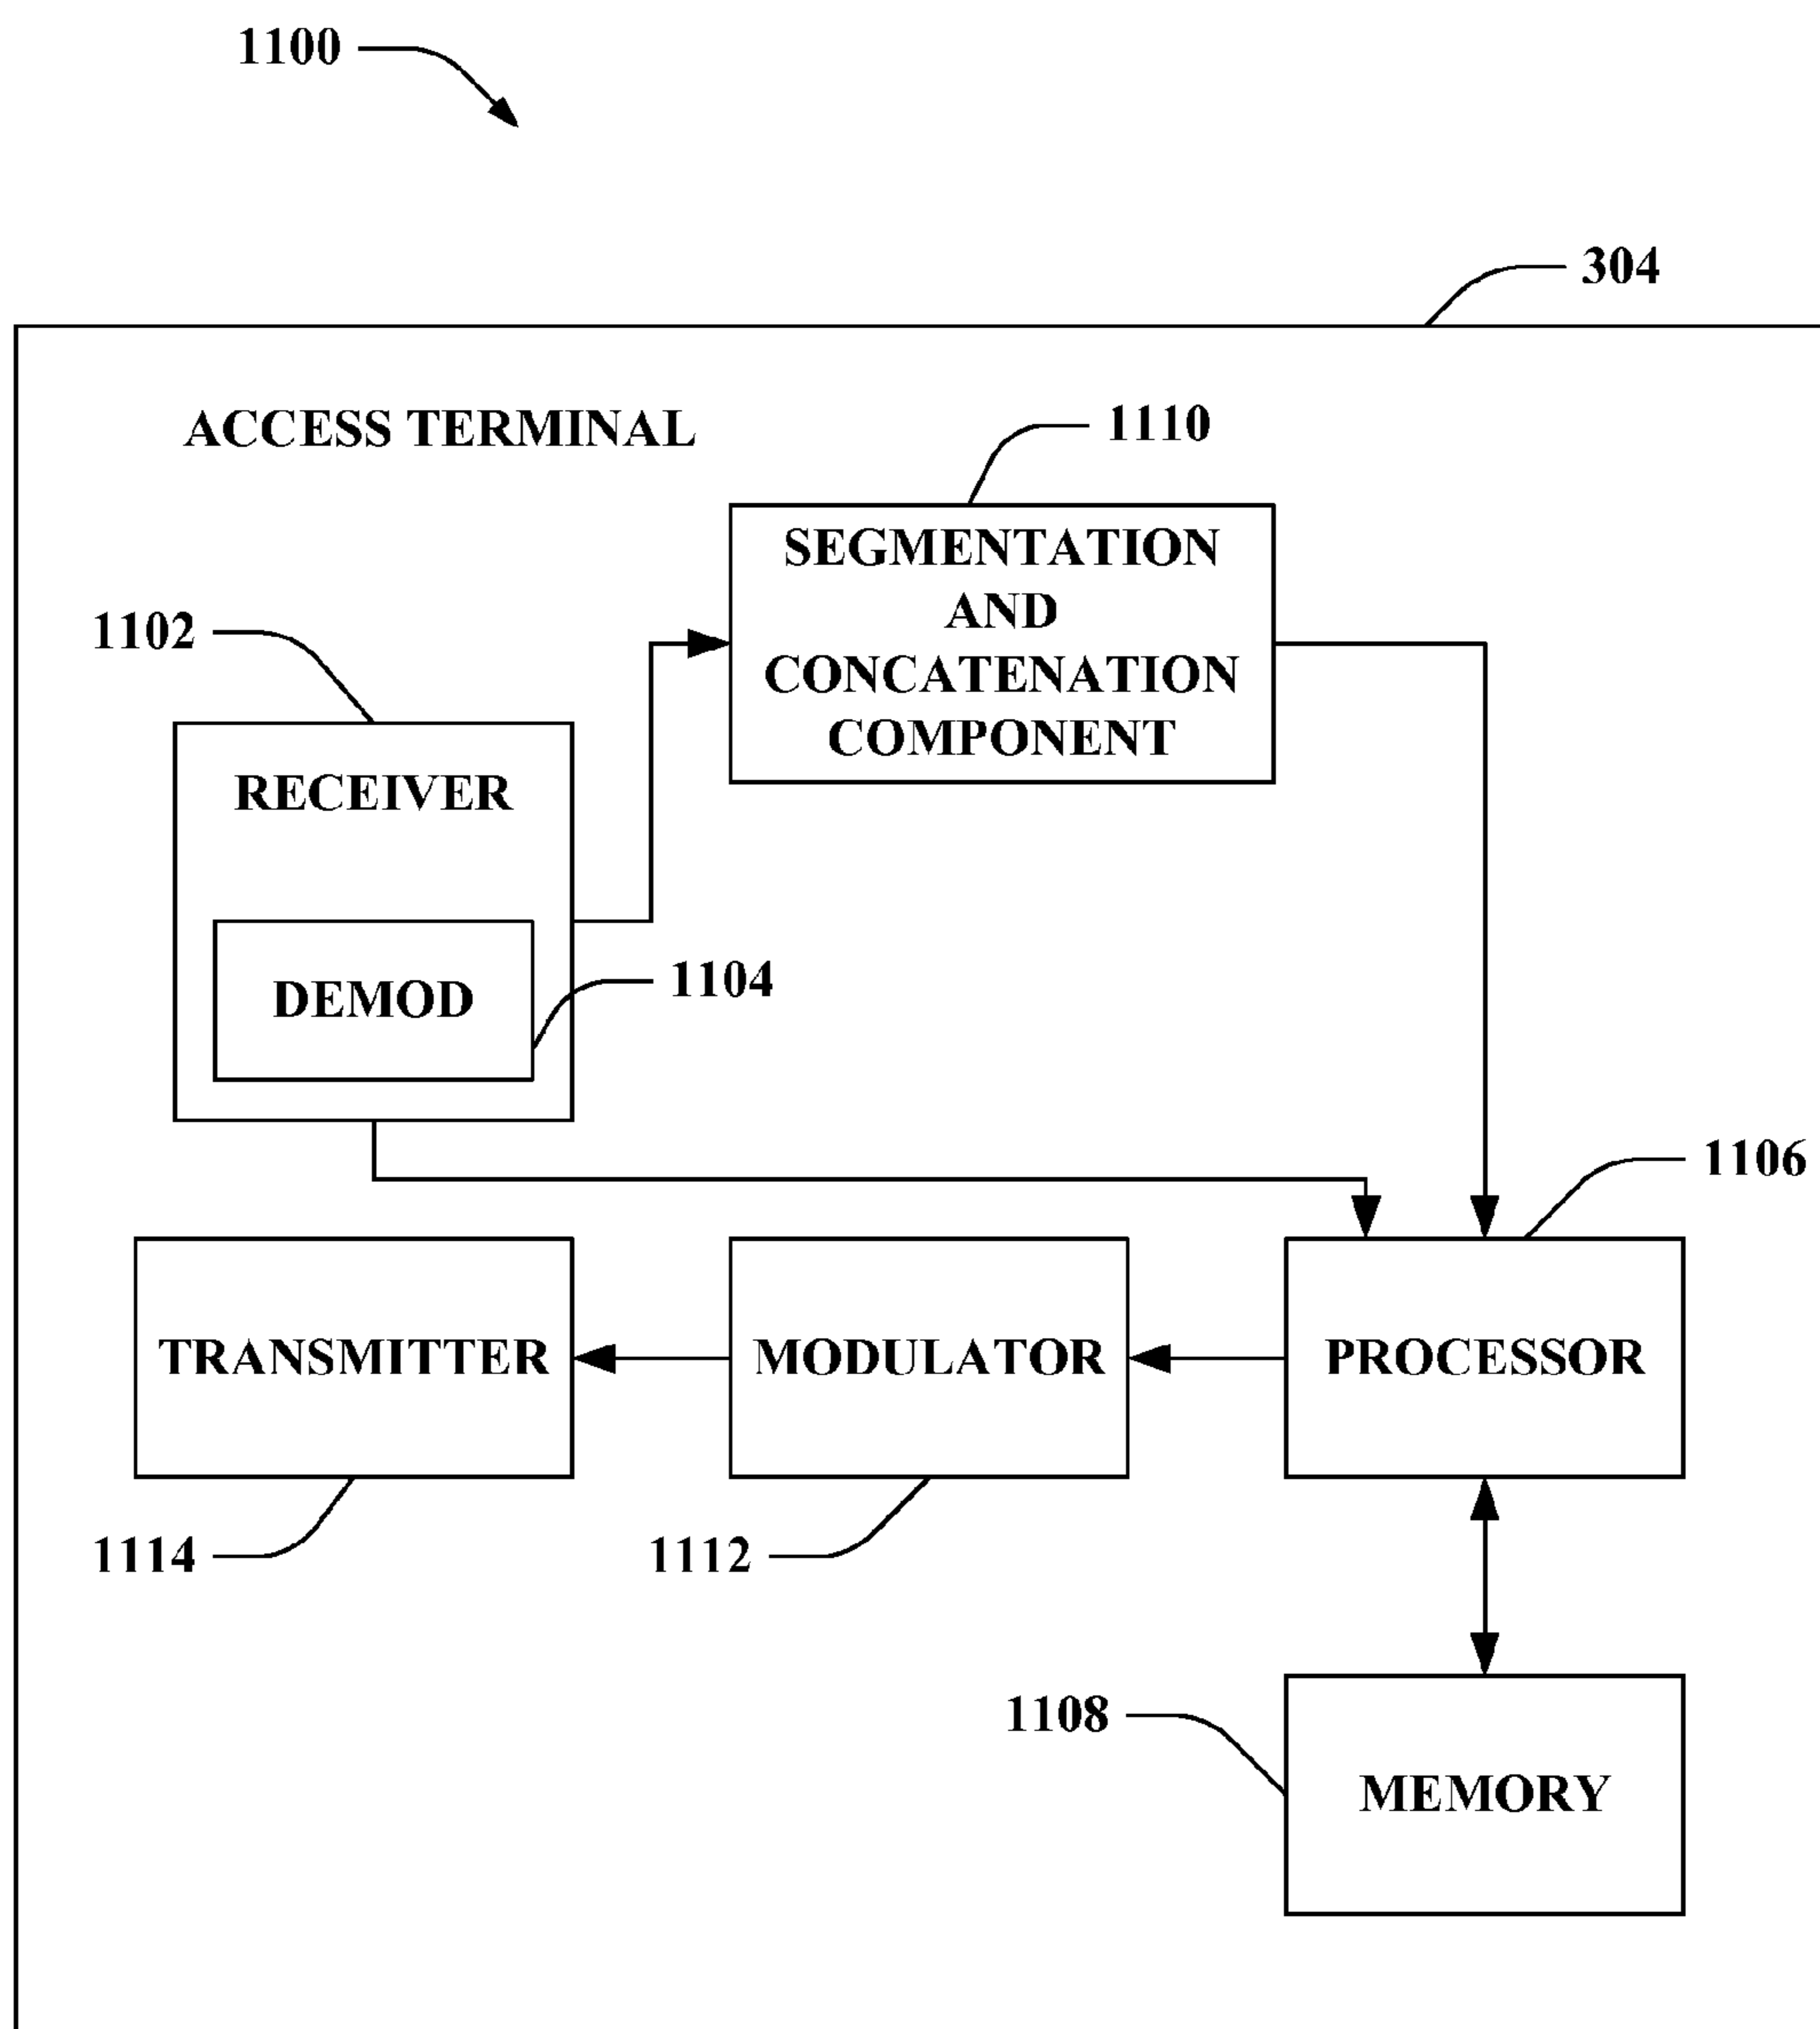 1100
304
ACCESS TERMINAL
1110
SEGMENTATION
AND
CONCATENATION
COMPONENT
1102
RECEIVER
DEMOD
1104
1106
TRANSMITTER
MODULATOR
PROCESSOR
1114
1112
1108
MEMORY